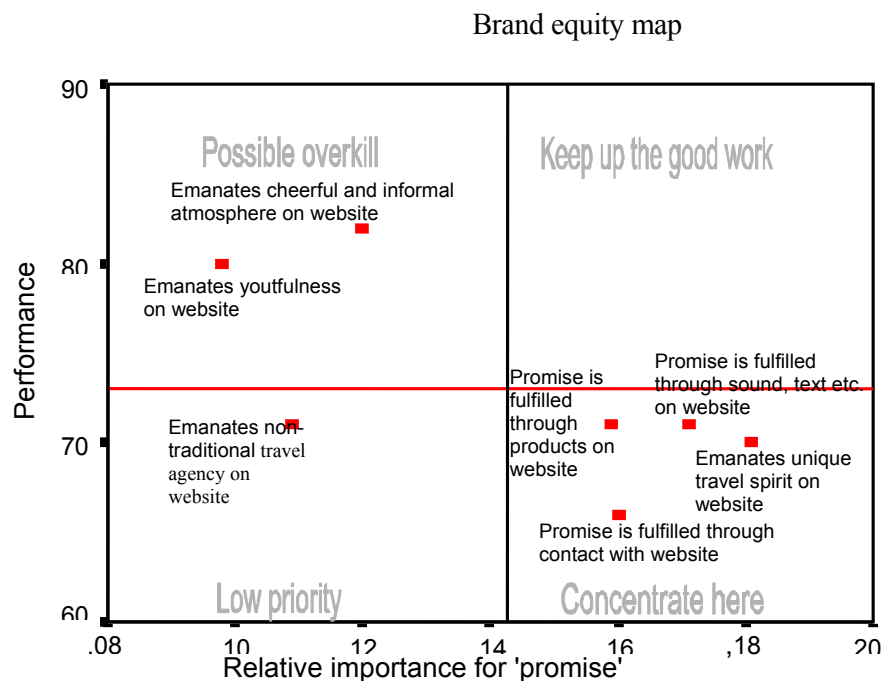 Brand equity map
90
Possible overkill
Keep up the good work
Emanates cheerful and informal
atmosphere on website
80
Emanates youtfulness
on website
Performance
Promise is fulfilled
through sound, text etc.
on website
Promise is
fulfilled
through
products on
website
Emanates non-
traditional travel
agency on
website
70
Emanates unique
travel spirit on
website
Promise is fulfilled through
contact with website
Low priority
Concentrate here
60
.08
10
12
14
16
,18
20
Relative importance for 'promise'